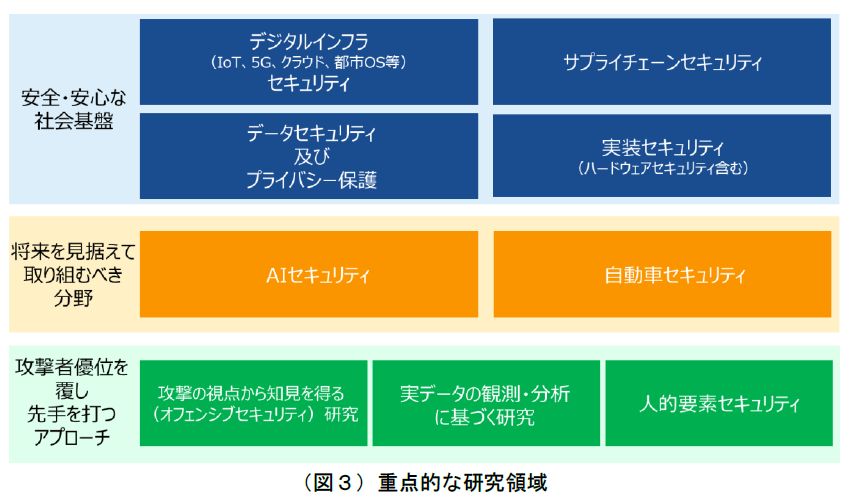 安全・安心な
社会基盤
デジタルインフラ
（IoT、5G、クラウド、都市OS等）
セキュリティ
サプライチェーンセキュリティ
データセキュリティ
及び
プライバシー保護
実装セキュリティ
（ハードウェアセキュリティ含む）
将来を見据えて
取り組むべき
分野
AIセキュリティ
自動車セキュリティ
攻撃者優位を
覆し
先手を打つ
アプローチ
攻撃の視点から知見を得る
（オフェンシブセキュリティ）研究
実データの観測・分析
に基づく研究
人的要素セキュリティ
（図３）重点的な研究領域